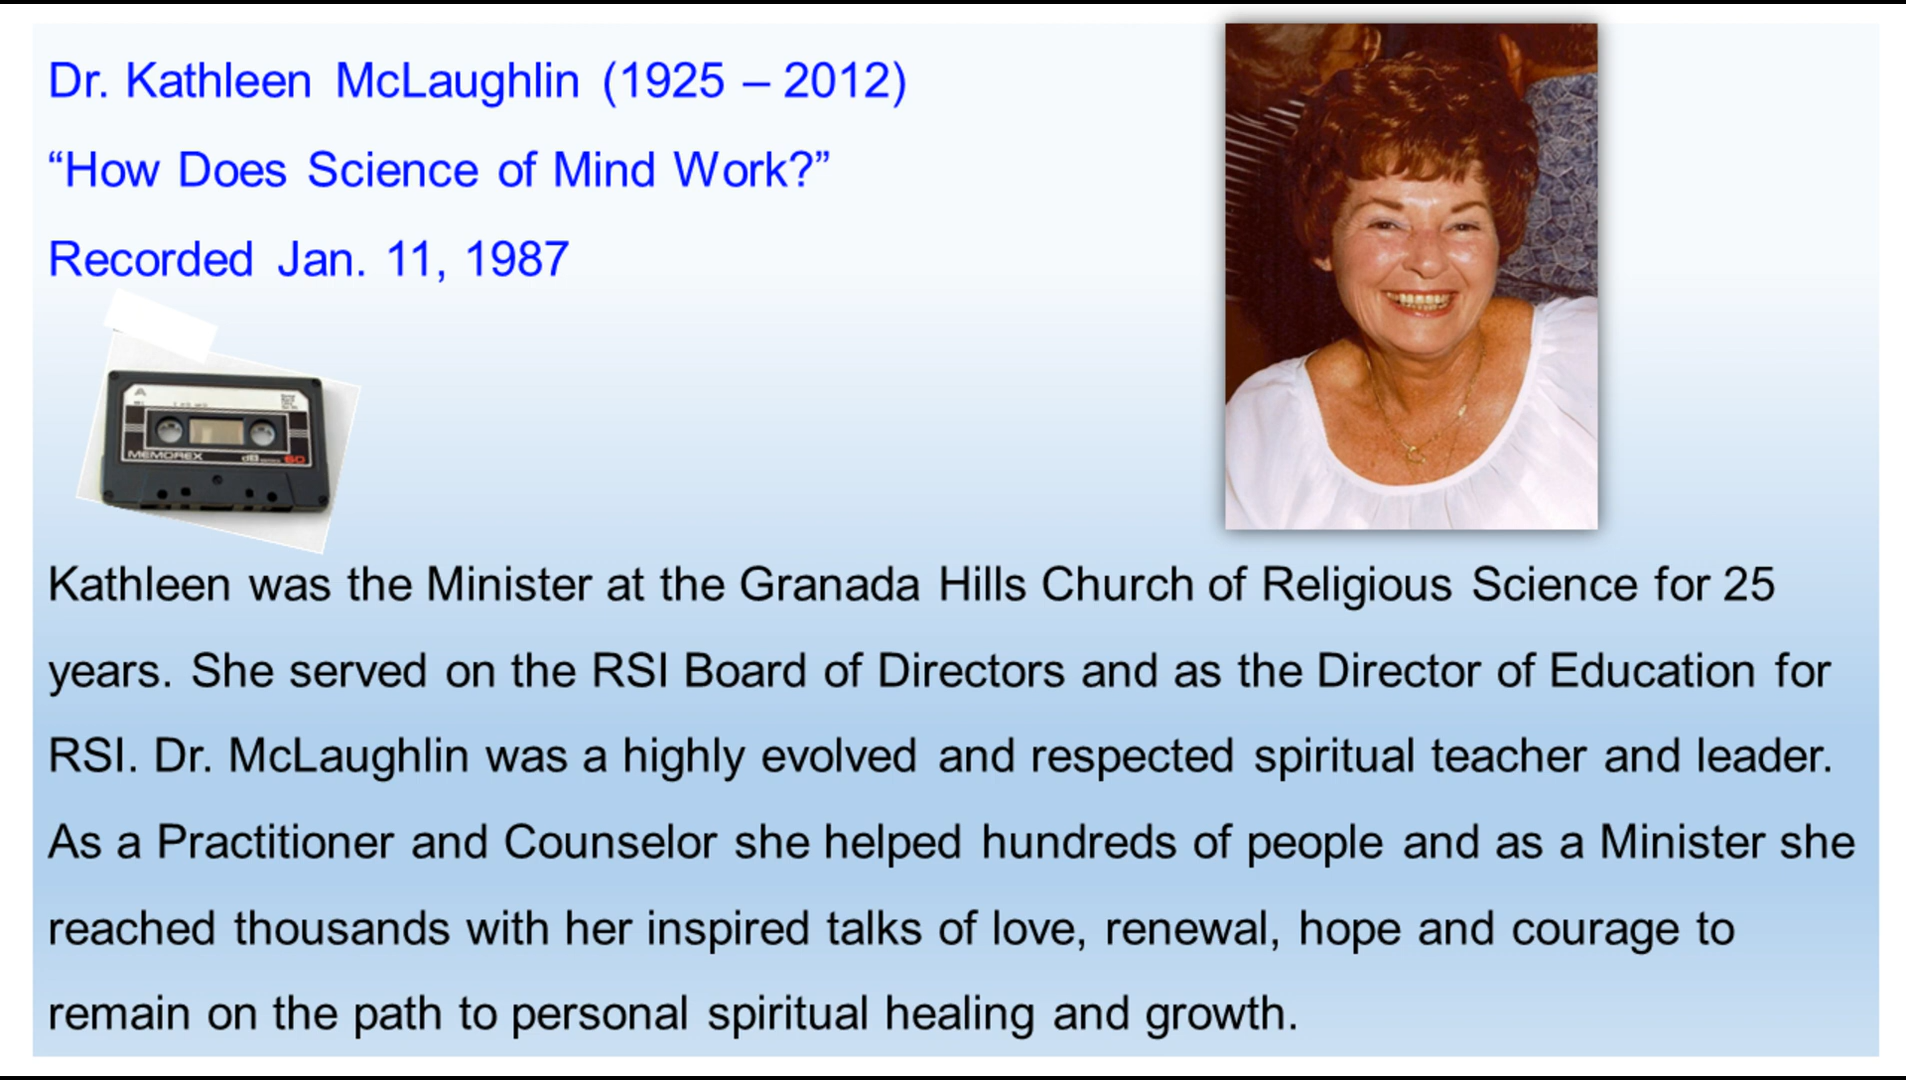 Dr. Kathleen McLaughlin (1925 – 2012)
“How Does Science of Mind Work?”
Recorded Jan. 11, 1987
A
MEMOREX dB SERIES 60
Kathleen was the Minister at the Granada Hills Church of Religious Science for 25
years. She served on the RSI Board of Directors and as the Director of Education for
RSI. Dr. McLaughlin was a highly evolved and respected spiritual teacher and leader.
As a Practitioner and Counselor she helped hundreds of people and as a Minister she
reached thousands with her inspired talks of love, renewal, hope and courage to
remain on the path to personal spiritual healing and growth.